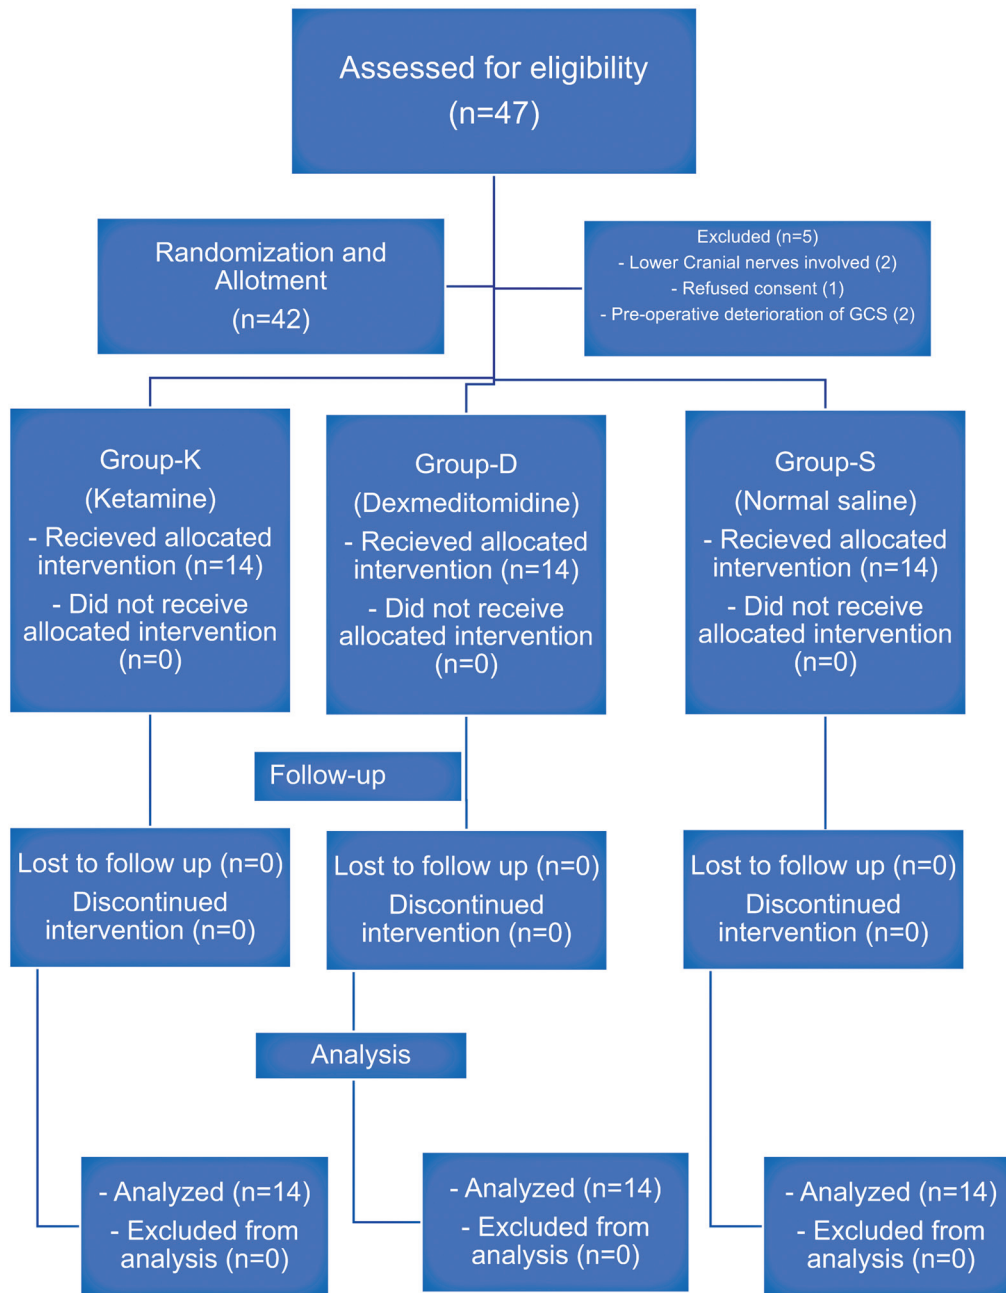 Assessed for eligibility
(n=47)
Randomization and
Allotment
(n=42)
Excluded (n=5)
- Lower Cranial nerves involved (2)
- Refused consent (1)
- Pre-operative deterioration of GCS (2)
Group-K
(Ketamine)
- Recieved allocated
intervention (n=14)
- Did not receive
allocated intervention
(n=0)
Group-D
(Dexmeditomidine)
- Recieved allocated
intervention (n=14)
- Did not receive
allocated intervention
(n=0)
Group-S
(Normal saline)
- Recieved allocated
intervention (n=14)
- Did not receive
allocated intervention
(n=0)
Follow-up
Lost to follow up (n=0)
Discontinued
intervention (n=0)
Lost to follow up (n=0)
Discontinued
intervention (n=0)
Lost to follow up (n=0)
Discontinued
intervention (n=0)
Analysis
- Analyzed (n=14)
- Excluded from
analysis (n=0)
- Analyzed (n=14)
- Excluded from
analysis (n=0)
- Analyzed (n=14)
- Excluded from
analysis (n=0)